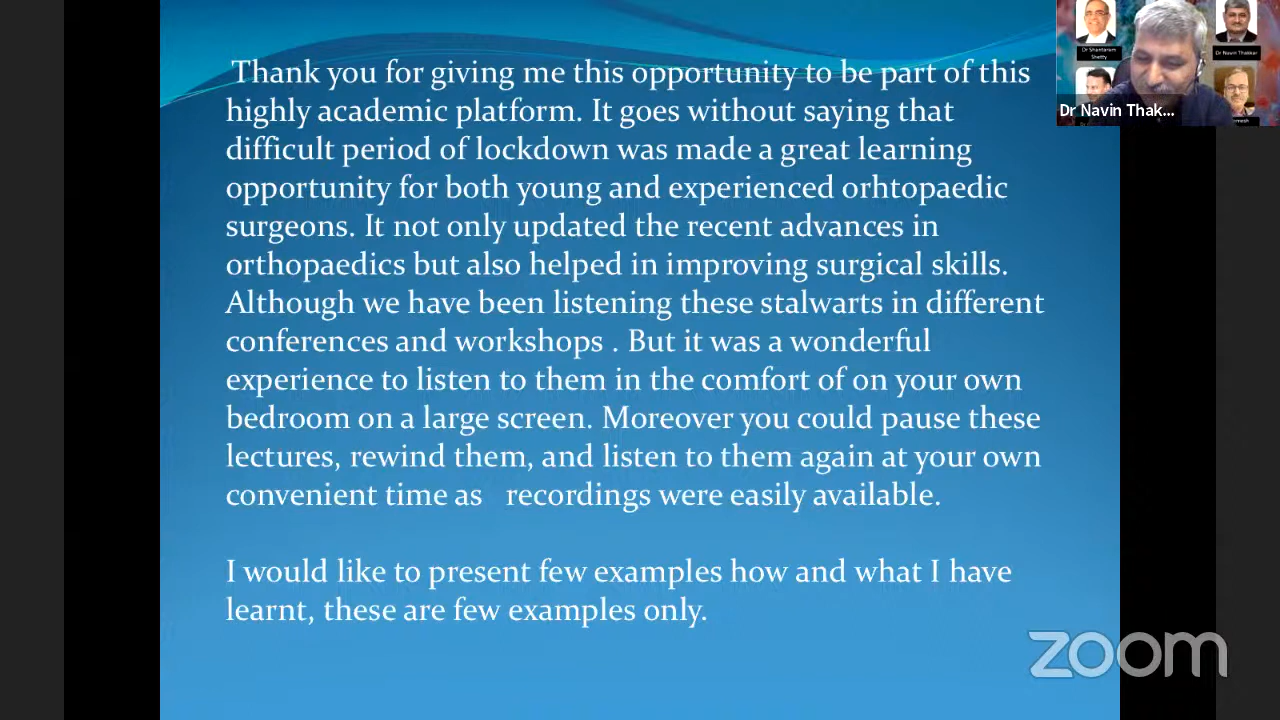 Thank you for giving me this opportunity to be part of this
highly academic platform. It goes without saying that
difficult period of lockdown was made a great learning
opportunity for both young and experienced orhtopaedic
surgeons. It not only updated the recent advances in
orthopaedics but also helped in improving surgical skills.
Although we have been listening these stalwarts in different
conferences and workshops . But it was a wonderful
experience to listen to them in the comfort of on your own
bedroom on a large screen. Moreover you could pause these
lectures, rewind them, and listen to them again at your own
convenient time as recordings were easily available.
I would like to present few examples how and what I have
learnt, these are few examples only.
Dr Shantaram
Shetty
Dr Navin Thakkar
Dr Navin Thak...
zoom